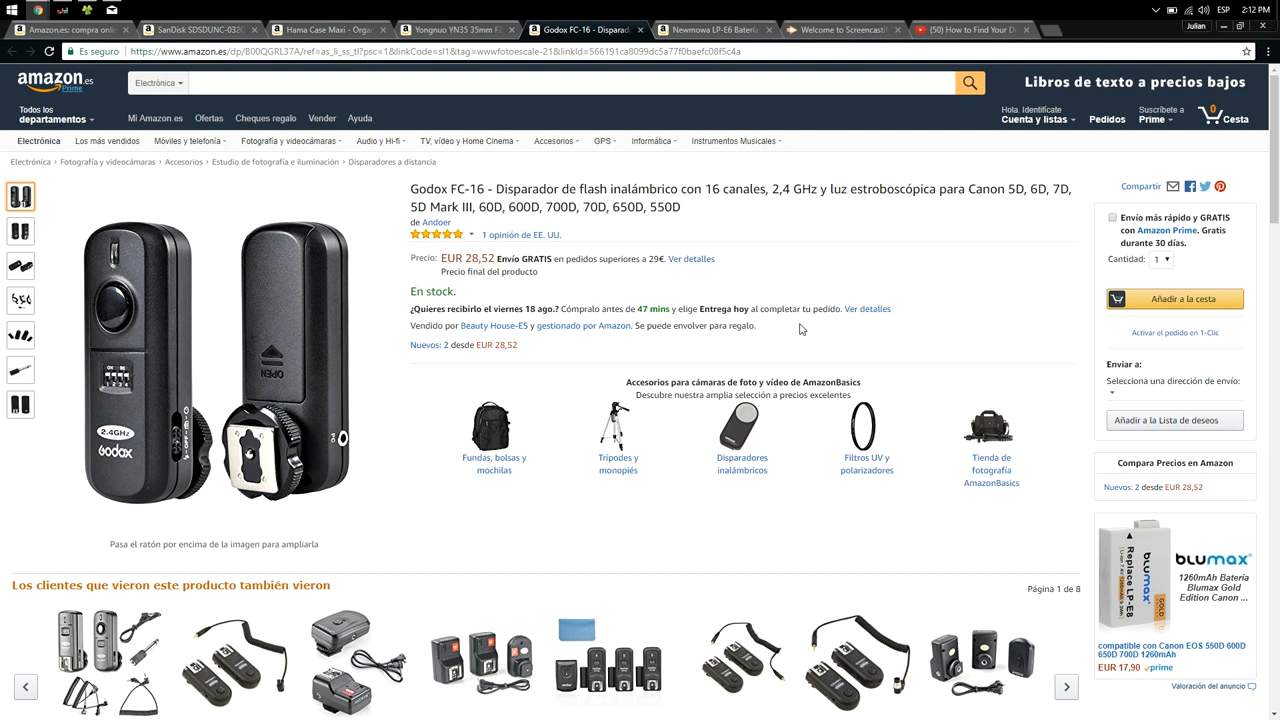 ESP
2:12 PM
Amazon.es: compra onli
SanDisk SDSDUNC-032G
Hama Case Maxi - Organ
Yongnuo YN35 35mm F2
Godox FC-16 - Disparad
Newmowa LP-E6 Batería
Welcome to Screencastif
(50) How to Find Your D
Julian
Es seguro
https://www.amazon.es/dp/B00QGRL37A/ref=as_li_ss_tl?psc=1&linkCode=sl1&tag=wwwfotoescale-21&linkId=566191ca8099dc5a77f0baefc08f5c4a
amazon.es
Prime
Electrónica
Libros de texto a precios bajos
Todos los
departamentos
Mi Amazon.es
Ofertas
Cheques regalo
Vender
Ayuda
Hola. Identifícate
Cuenta y listas
Pedidos
Suscríbete a
Prime
0
Cesta
Electrónica
Los más vendidos
Móviles y telefonía
Fotografía y videocámaras
Audio y Hi-fi
TV, vídeo y Home Cinema
Accesorios
GPS
Informática
Instrumentos Musicales
Electrónica › Fotografía y videocámaras › Accesorios › Estudio de fotografía e iluminación › Disparadores a distancia
Godox FC-16 - Disparador de flash inalámbrico con 16 canales, 2,4 GHz y luz estroboscópica para Canon 5D, 6D, 7D,
5D Mark III, 60D, 600D, 700D, 70D, 650D, 550D
de Andoer
1 opinión de EE. UU.
Precio: EUR 28,52 Envío GRATIS en pedidos superiores a 29€. Ver detalles
Precio final del producto
En stock.
¿Quieres recibirlo el viernes 18 ago.? Cómpralo antes de 47 mins y elige Entrega hoy al completar tu pedido. Ver detalles
Vendido por Beauty House-ES y gestionado por Amazon. Se puede envolver para regalo.
Nuevos: 2 desde EUR 28,52
Accesorios para cámaras de foto y vídeo de AmazonBasics
Descubre nuestra amplia selección a precios excelentes
Fundas, bolsas y
mochilas
Trípodes y
monopiés
Disparadores
inalámbricos
Filtros UV y
polarizadores
Tienda de
fotografía
AmazonBasics
2.4GHz
Godox
OPEN
PC
Pasa el ratón por encima de la imagen para ampliarla
Compartir
Envío más rápido y GRATIS
con Amazon Prime. Gratis
durante 30 días.
Cantidad: 1
Añadir a la cesta
Activar el pedido en 1-Clic
Enviar a:
Selecciona una dirección de envío:
Añadir a la Lista de deseos
Compara Precios en Amazon
Nuevos: 2 desde EUR 28,52
Replace LP-E8
blumax
GOLD
blumax
1260mAh Batería
Blumax Gold
Edition Canon ...
compatible con Canon EOS 550D 600D
650D 700D 1260mAh
EUR 17,90 prime
Valoración del anuncio
Los clientes que vieron este producto también vieron
Página 1 de 8